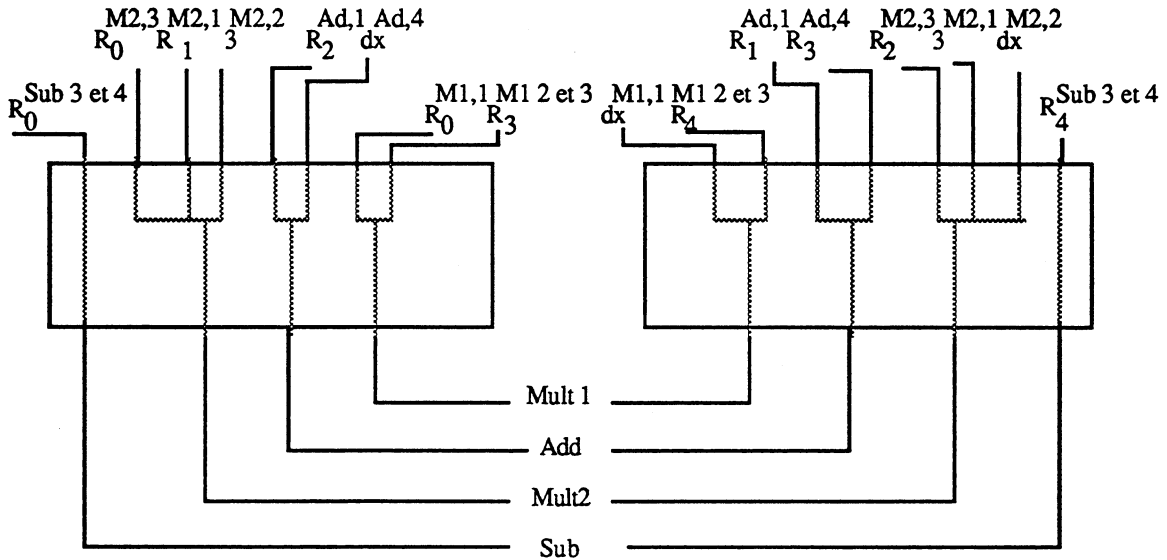 M2,3 M2,1 M2,2 Ad,1 Ad,4
R0 R1 3 R2 dx
Sub 3 et 4
R0
M1,1 M1 2 et 3
R0 R3
Ad,1 Ad,4 M2,3 M2,1 M2,2
R1 R3 R2 3 dx
M1,1 M1 2 et 3
dx R4
Sub 3 et 4
R4
Mult 1
Add
Mult2
Sub